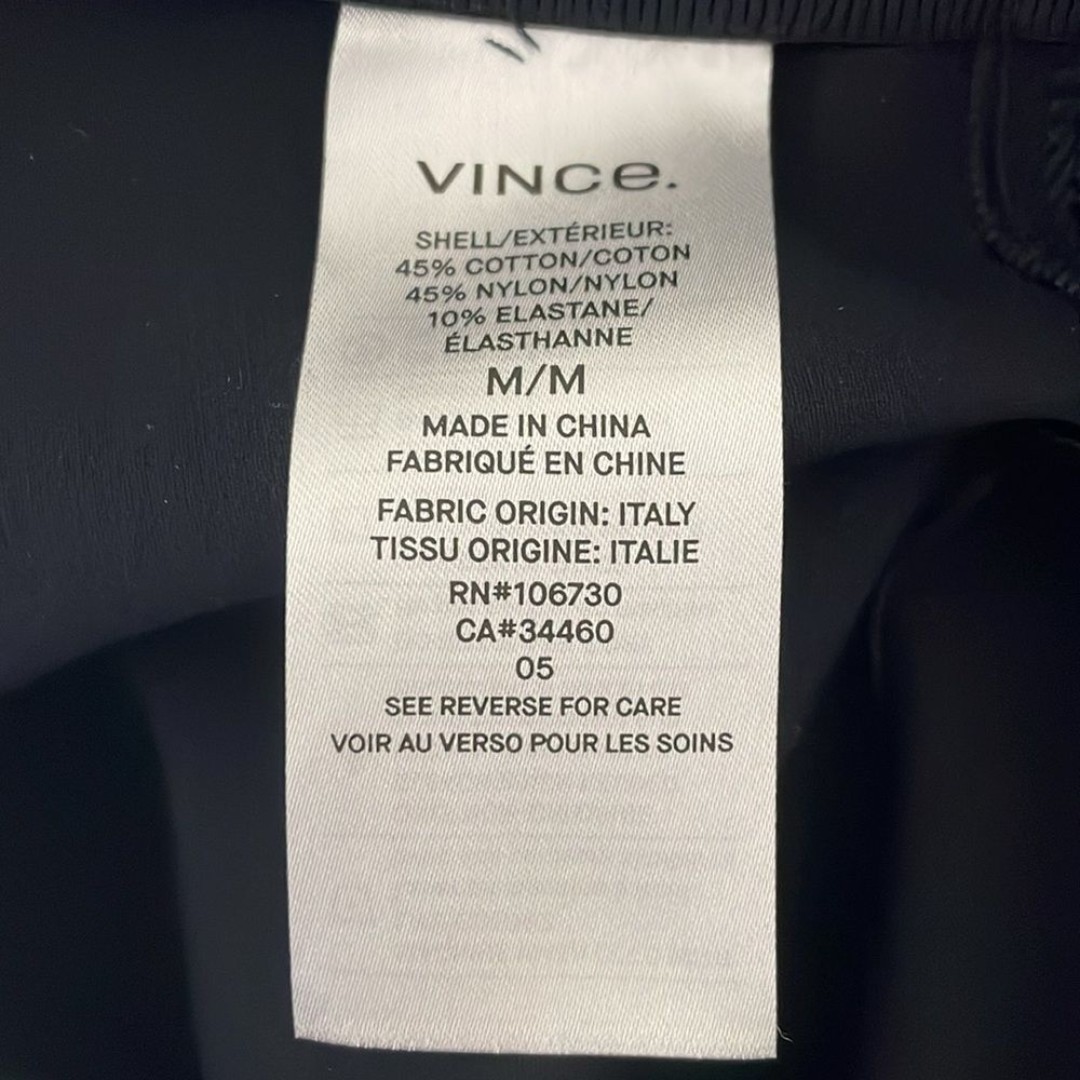 VINCe.
SHELL/EXTÉRIEUR:
45% COTTON/COTON
45% NYLON/NYLON
10% ELASTANE/
ÉLASTHANNE
M/M
MADE IN CHINA
FABRIQUÉ EN CHINE
FABRIC ORIGIN: ITALY
TISSU ORIGINE: ITALIE
RN#106730
CA#34460
05
SEE REVERSE FOR CARE
VOIR AU VERSO POUR LES SOINS